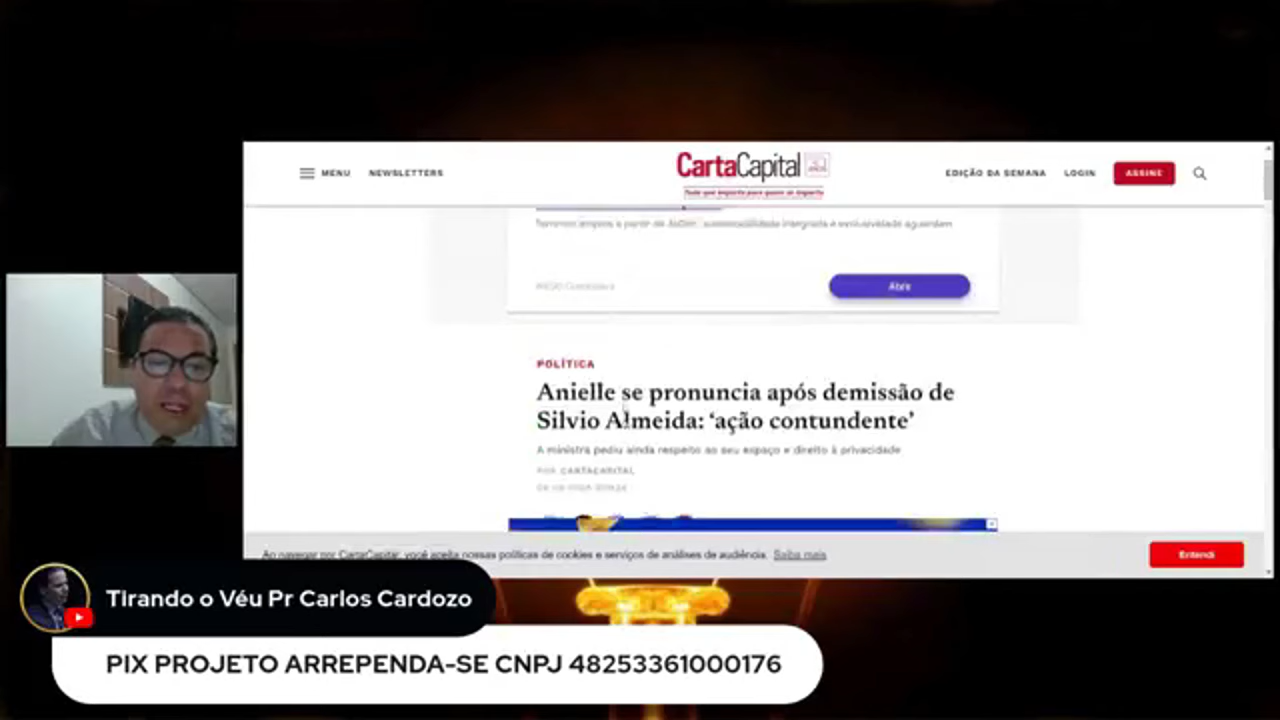 MENU NEWSLETTERS CartaCapital EDIÇÃO DA SEMANA LOGIN ASSINE
Abrir
POLÍTICA
Anielle se pronuncia após demissão de
Silvio Almeida: ‘ação contundente’
A ministra pediu ainda respeito ao seu espaço e direito à privacidade
POR CARTACAPITAL
Ao navegar por CartaCapital, você aceita nossas políticas de cookies e serviços de análises de audiência. Saiba mais Entendi
Tirando o Véu Pr Carlos Cardozo
PIX PROJETO ARREPENDA-SE CNPJ 48253361000176